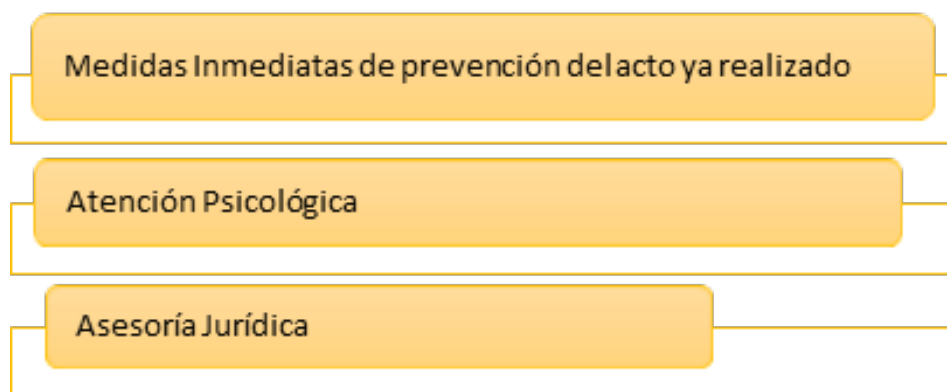 Medidas Inmediatas de prevención del acto ya realizado
Atención Psicológica
Asesoría Jurídica